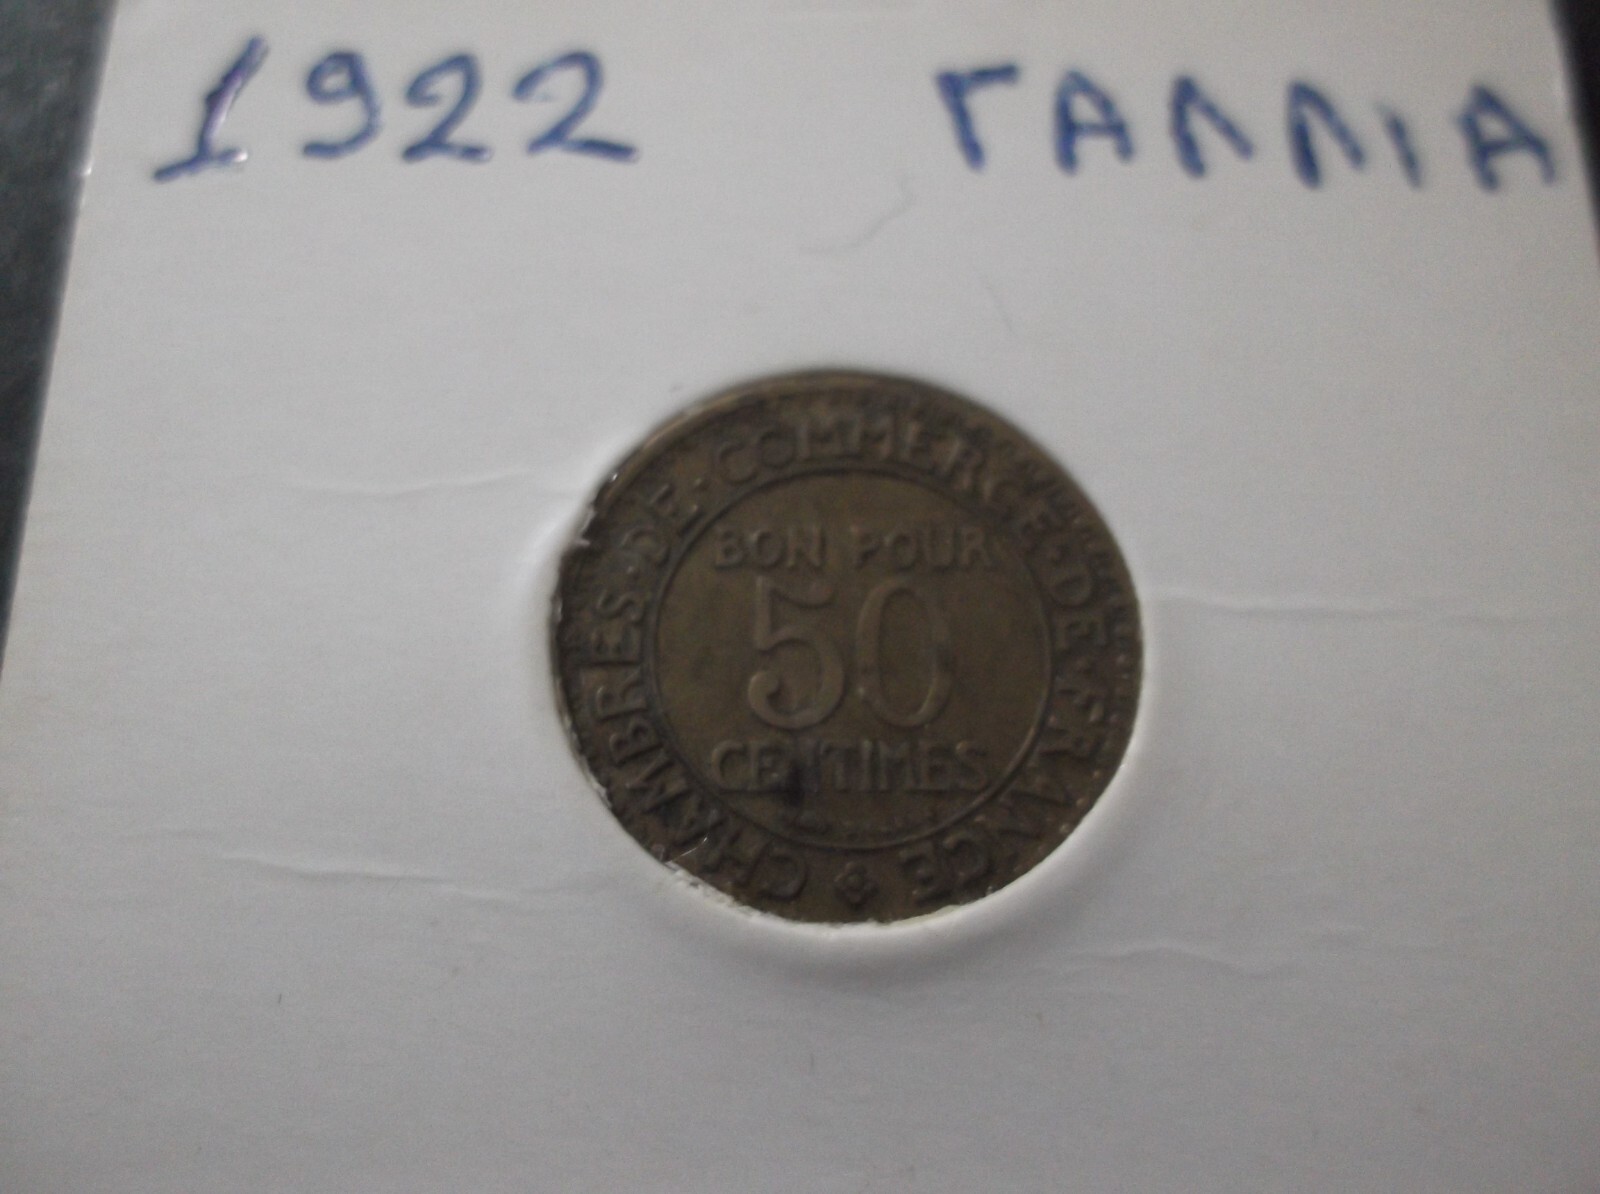 1922 ΓΑΛΛΙΑ
CHAMBRES · DE · COMMERCE · DE · FRANCE
BON POUR
50
CENTIMES